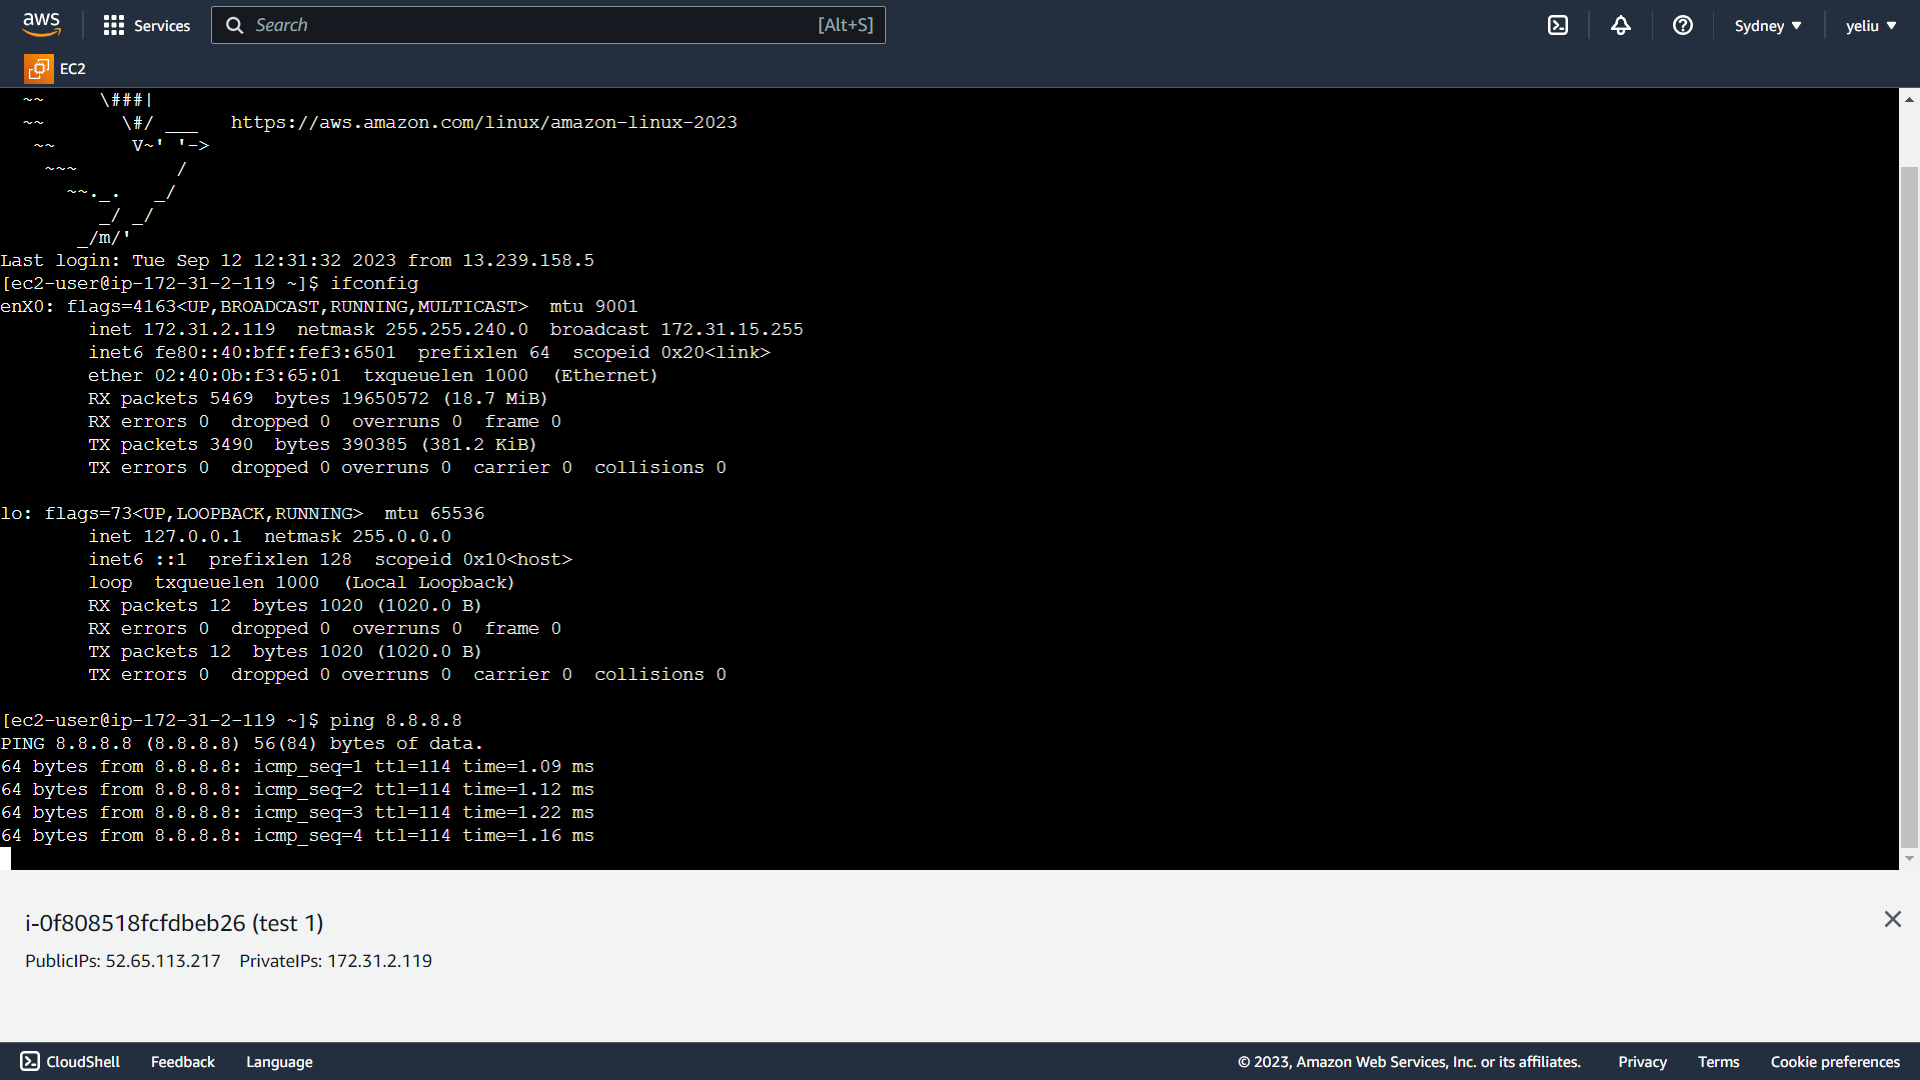 aws Services Search [Alt+S] Sydney ▼ yeliu ▼
EC2
~~     \###|
~~       \#/ ___   https://aws.amazon.com/linux/amazon-linux-2023
~~       V~' '->
~~~         /
~~._.   _/
_/ _/
_/m/'
Last login: Tue Sep 12 12:31:32 2023 from 13.239.158.5
[ec2-user@ip-172-31-2-119 ~]$ ifconfig
enX0: flags=4163<UP,BROADCAST,RUNNING,MULTICAST>  mtu 9001
        inet 172.31.2.119  netmask 255.255.240.0  broadcast 172.31.15.255
        inet6 fe80::40:bff:fef3:6501  prefixlen 64  scopeid 0x20<link>
        ether 02:40:0b:f3:65:01  txqueuelen 1000  (Ethernet)
        RX packets 5469  bytes 19650572 (18.7 MiB)
        RX errors 0  dropped 0  overruns 0  frame 0
        TX packets 3490  bytes 390385 (381.2 KiB)
        TX errors 0  dropped 0 overruns 0  carrier 0  collisions 0
lo: flags=73<UP,LOOPBACK,RUNNING>  mtu 65536
        inet 127.0.0.1  netmask 255.0.0.0
        inet6 ::1  prefixlen 128  scopeid 0x10<host>
        loop  txqueuelen 1000  (Local Loopback)
        RX packets 12  bytes 1020 (1020.0 B)
        RX errors 0  dropped 0  overruns 0  frame 0
        TX packets 12  bytes 1020 (1020.0 B)
        TX errors 0  dropped 0 overruns 0  carrier 0  collisions 0
[ec2-user@ip-172-31-2-119 ~]$ ping 8.8.8.8
PING 8.8.8.8 (8.8.8.8) 56(84) bytes of data.
64 bytes from 8.8.8.8: icmp_seq=1 ttl=114 time=1.09 ms
64 bytes from 8.8.8.8: icmp_seq=2 ttl=114 time=1.12 ms
64 bytes from 8.8.8.8: icmp_seq=3 ttl=114 time=1.22 ms
64 bytes from 8.8.8.8: icmp_seq=4 ttl=114 time=1.16 ms
i-0f808518fcfdbeb26 (test 1)
PublicIPs: 52.65.113.217 PrivateIPs: 172.31.2.119
CloudShell Feedback Language © 2023, Amazon Web Services, Inc. or its affiliates. Privacy Terms Cookie preferences